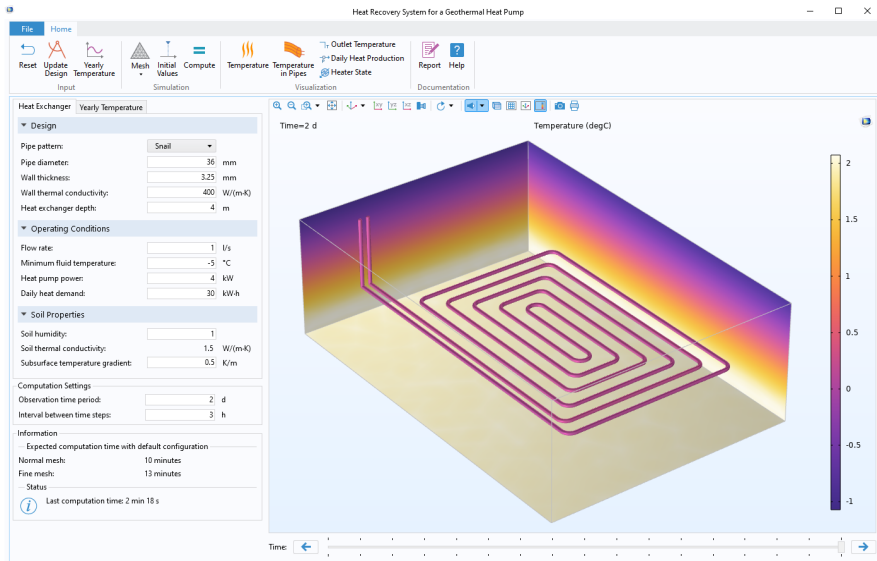 Heat Recovery System for a Geothermal Heat Pump
File Home
Reset Update Design Yearly Temperature
Input
Mesh Initial Values Compute
Simulation
Temperature Temperature in Pipes
Outlet Temperature
Daily Heat Production
Heater State
Visualization
Report Help
Documentation
Heat Exchanger Yearly Temperature
Design
Pipe pattern: Snail
Pipe diameter: 36 mm
Wall thickness: 3.25 mm
Wall thermal conductivity: 400 W/(m·K)
Heat exchanger depth: 4 m
Operating Conditions
Flow rate: 1 l/s
Minimum fluid temperature: -5 °C
Heat pump power: 4 kW
Daily heat demand: 30 kW·h
Soil Properties
Soil humidity: 1
Soil thermal conductivity: 1.5 W/(m·K)
Subsurface temperature gradient: 0.5 K/m
Computation Settings
Observation time period: 2 d
Interval between time steps: 3 h
Information
Expected computation time with default configuration
Normal mesh: 10 minutes
Fine mesh: 13 minutes
Status
Last computation time: 2 min 18 s
Time=2 d Temperature (degC)
2
1.5
1
0.5
0
-0.5
-1
Time: